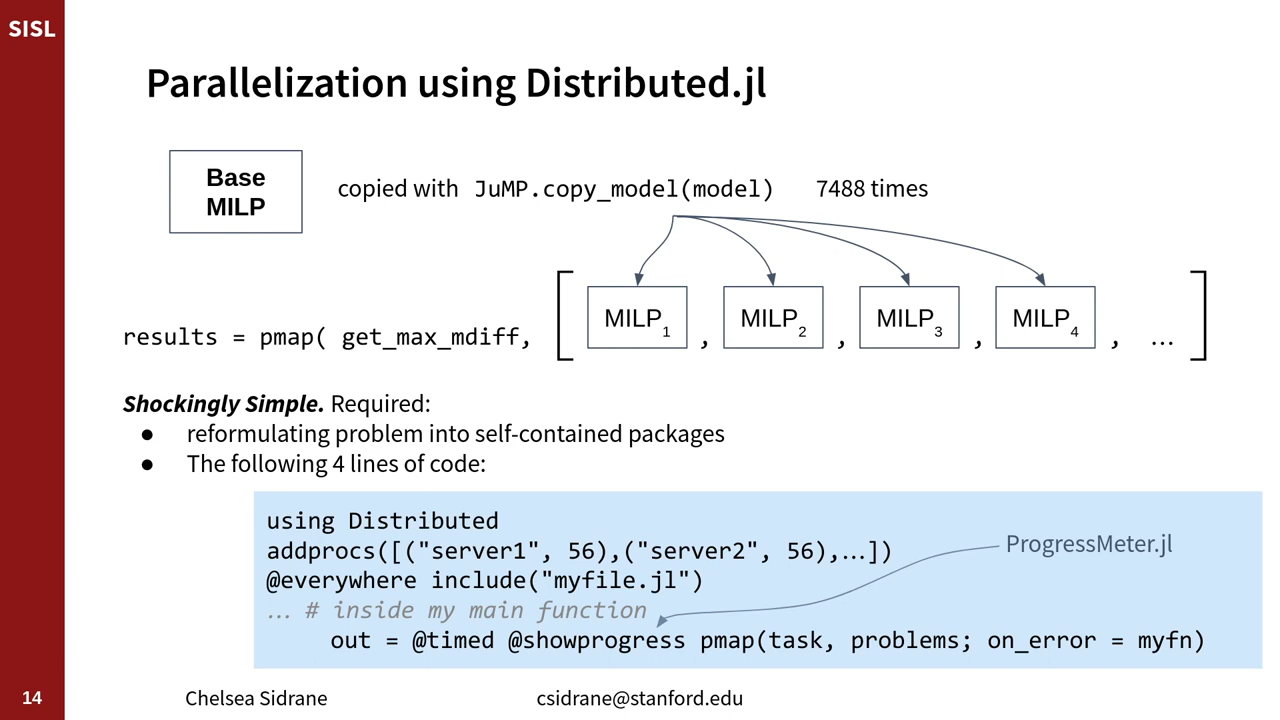 SISL
Parallelization using Distributed.jl
Base
MILP
copied with JuMP.copy_model(model) 7488 times
results = pmap( get_max_mdiff, [ MILP1 , MILP2 , MILP3 , MILP4 , … ]
Shockingly Simple. Required:
● reformulating problem into self-contained packages
● The following 4 lines of code:
using Distributed
addprocs([("server1", 56),("server2", 56),…])
ProgressMeter.jl
@everywhere include("myfile.jl")
… # inside my main function
out = @timed @showprogress pmap(task, problems; on_error = myfn)
14
Chelsea Sidrane
csidrane@stanford.edu